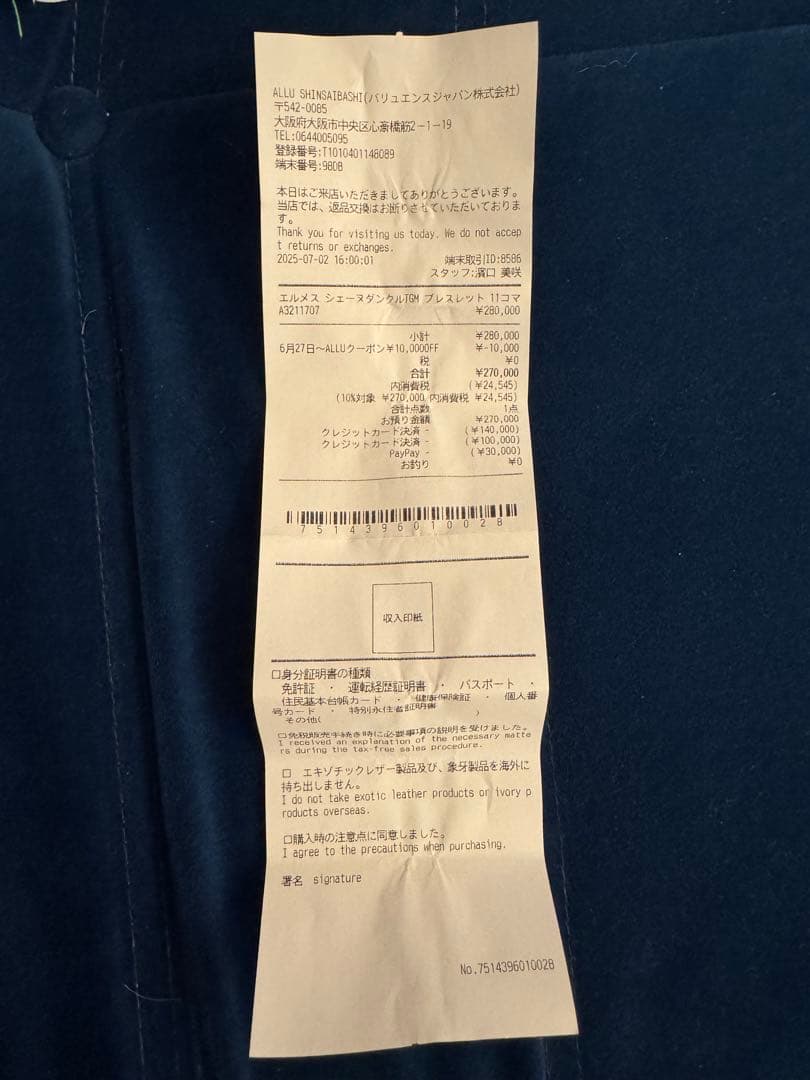 ALLU SHINSAIBASHI(バリュエンスジャパン株式会社)
〒542-0085
大阪府大阪市中央区心斎橋筋2−1−19
TEL:0644005095
登録番号:T1010401148089
端末番号:980B
本日はご来店いただきましてありがとうございます。
当店では、返品交換はお断りさせていただいておりま
す。
Thank you for visiting us today. We do not accep
t returns or exchanges.
2025-07-02 16:00:01 端末取引ID:8586
スタッフ:濱口 美咲
エルメス シェーヌダンクルTGM ブレスレット 11コマ
A3211707 ¥280,000
小計 ¥280,000
6月27日〜ALLUクーポン¥10,000OFF ¥-10,000
税 ¥0
合計 ¥270,000
内消費税 (¥24,545)
(10%対象 ¥270,000 内消費税 ¥24,545)
合計点数 1点
お預り金額 ¥270,000
クレジットカード決済 - (¥140,000)
クレジットカード決済 - (¥100,000)
PayPay - (¥30,000)
お釣り ¥0
7514396010028
収入印紙
□身分証明書の種類
免許証 ・ 運転経歴証明書 ・ パスポート ・
住民基本台帳カード ・ 健康保険証 ・ 個人番
号カード ・ 特別永住者証明書
その他( )
□免税販売手続き時に必要事項の説明を受けました。
I received an explanation of the necessary matte
rs during the tax-free sales procedure.
□ エキゾチックレザー製品及び、象牙製品を海外に
持ち出しません。
I do not take exotic leather products or ivory p
roducts overseas.
□購入時の注意点に同意しました。
I agree to the precautions when purchasing.
署名 signature
No.7514396010028